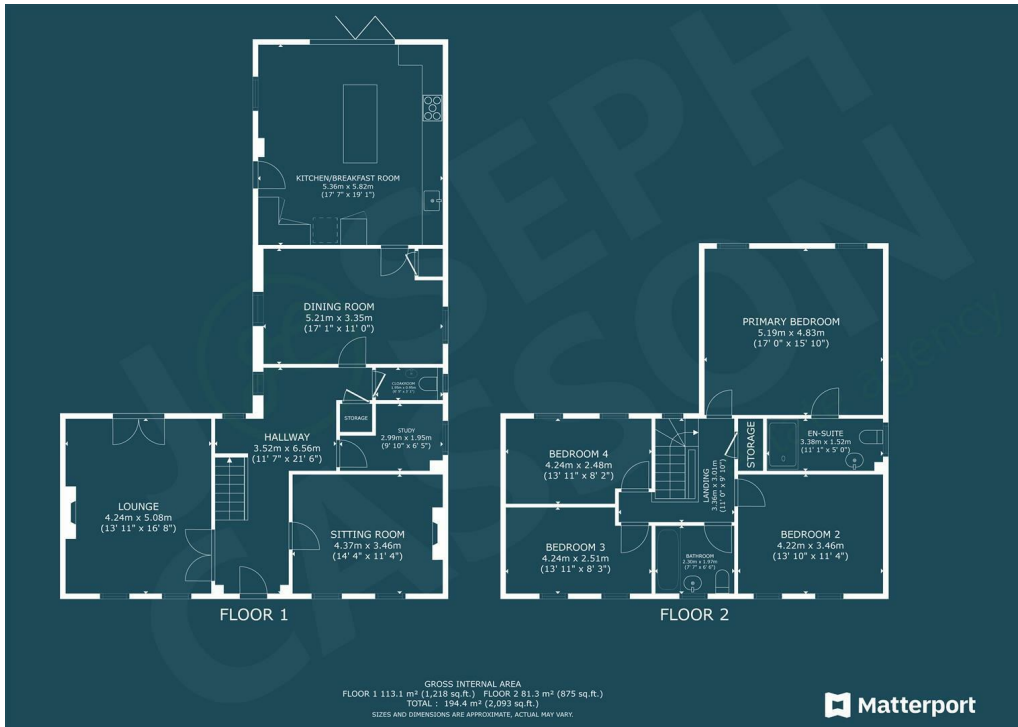 KITCHEN/BREAKFAST ROOM
5.36m x 5.82m
(17' 7" x 19' 1")
DINING ROOM
5.21m x 3.35m
(17' 1" x 11' 0")
CLOAKROOM
STORAGE
STUDY
2.99m x 1.95m
(9' 10" x 6' 5")
HALLWAY
3.52m x 6.56m
(11' 7" x 21' 6")
LOUNGE
4.24m x 5.08m
(13' 11" x 16' 8")
SITTING ROOM
4.37m x 3.46m
(14' 4" x 11' 4")
FLOOR 1
PRIMARY BEDROOM
5.19m x 4.83m
(17' 0" x 15' 10")
EN-SUITE
3.38m x 1.52m
(11' 1" x 5' 0")
STORAGE
LANDING
3.36m x 3.01m
(11' 0" x 9' 10")
BEDROOM 4
4.24m x 2.48m
(13' 11" x 8' 2")
BEDROOM 3
4.24m x 2.51m
(13' 11" x 8' 3")
BATHROOM
2.30m x 1.97m
(7' 7" x 6' 6")
BEDROOM 2
4.22m x 3.46m
(13' 10" x 11' 4")
FLOOR 2
GROSS INTERNAL AREA
FLOOR 1 113.1 m² (1,218 sq.ft.) FLOOR 2 81.3 m² (875 sq.ft.)
TOTAL : 194.4 m² (2,093 sq.ft.)
SIZES AND DIMENSIONS ARE APPROXIMATE, ACTUAL MAY VARY.
Matterport
JOSEPH
CASSON
agency